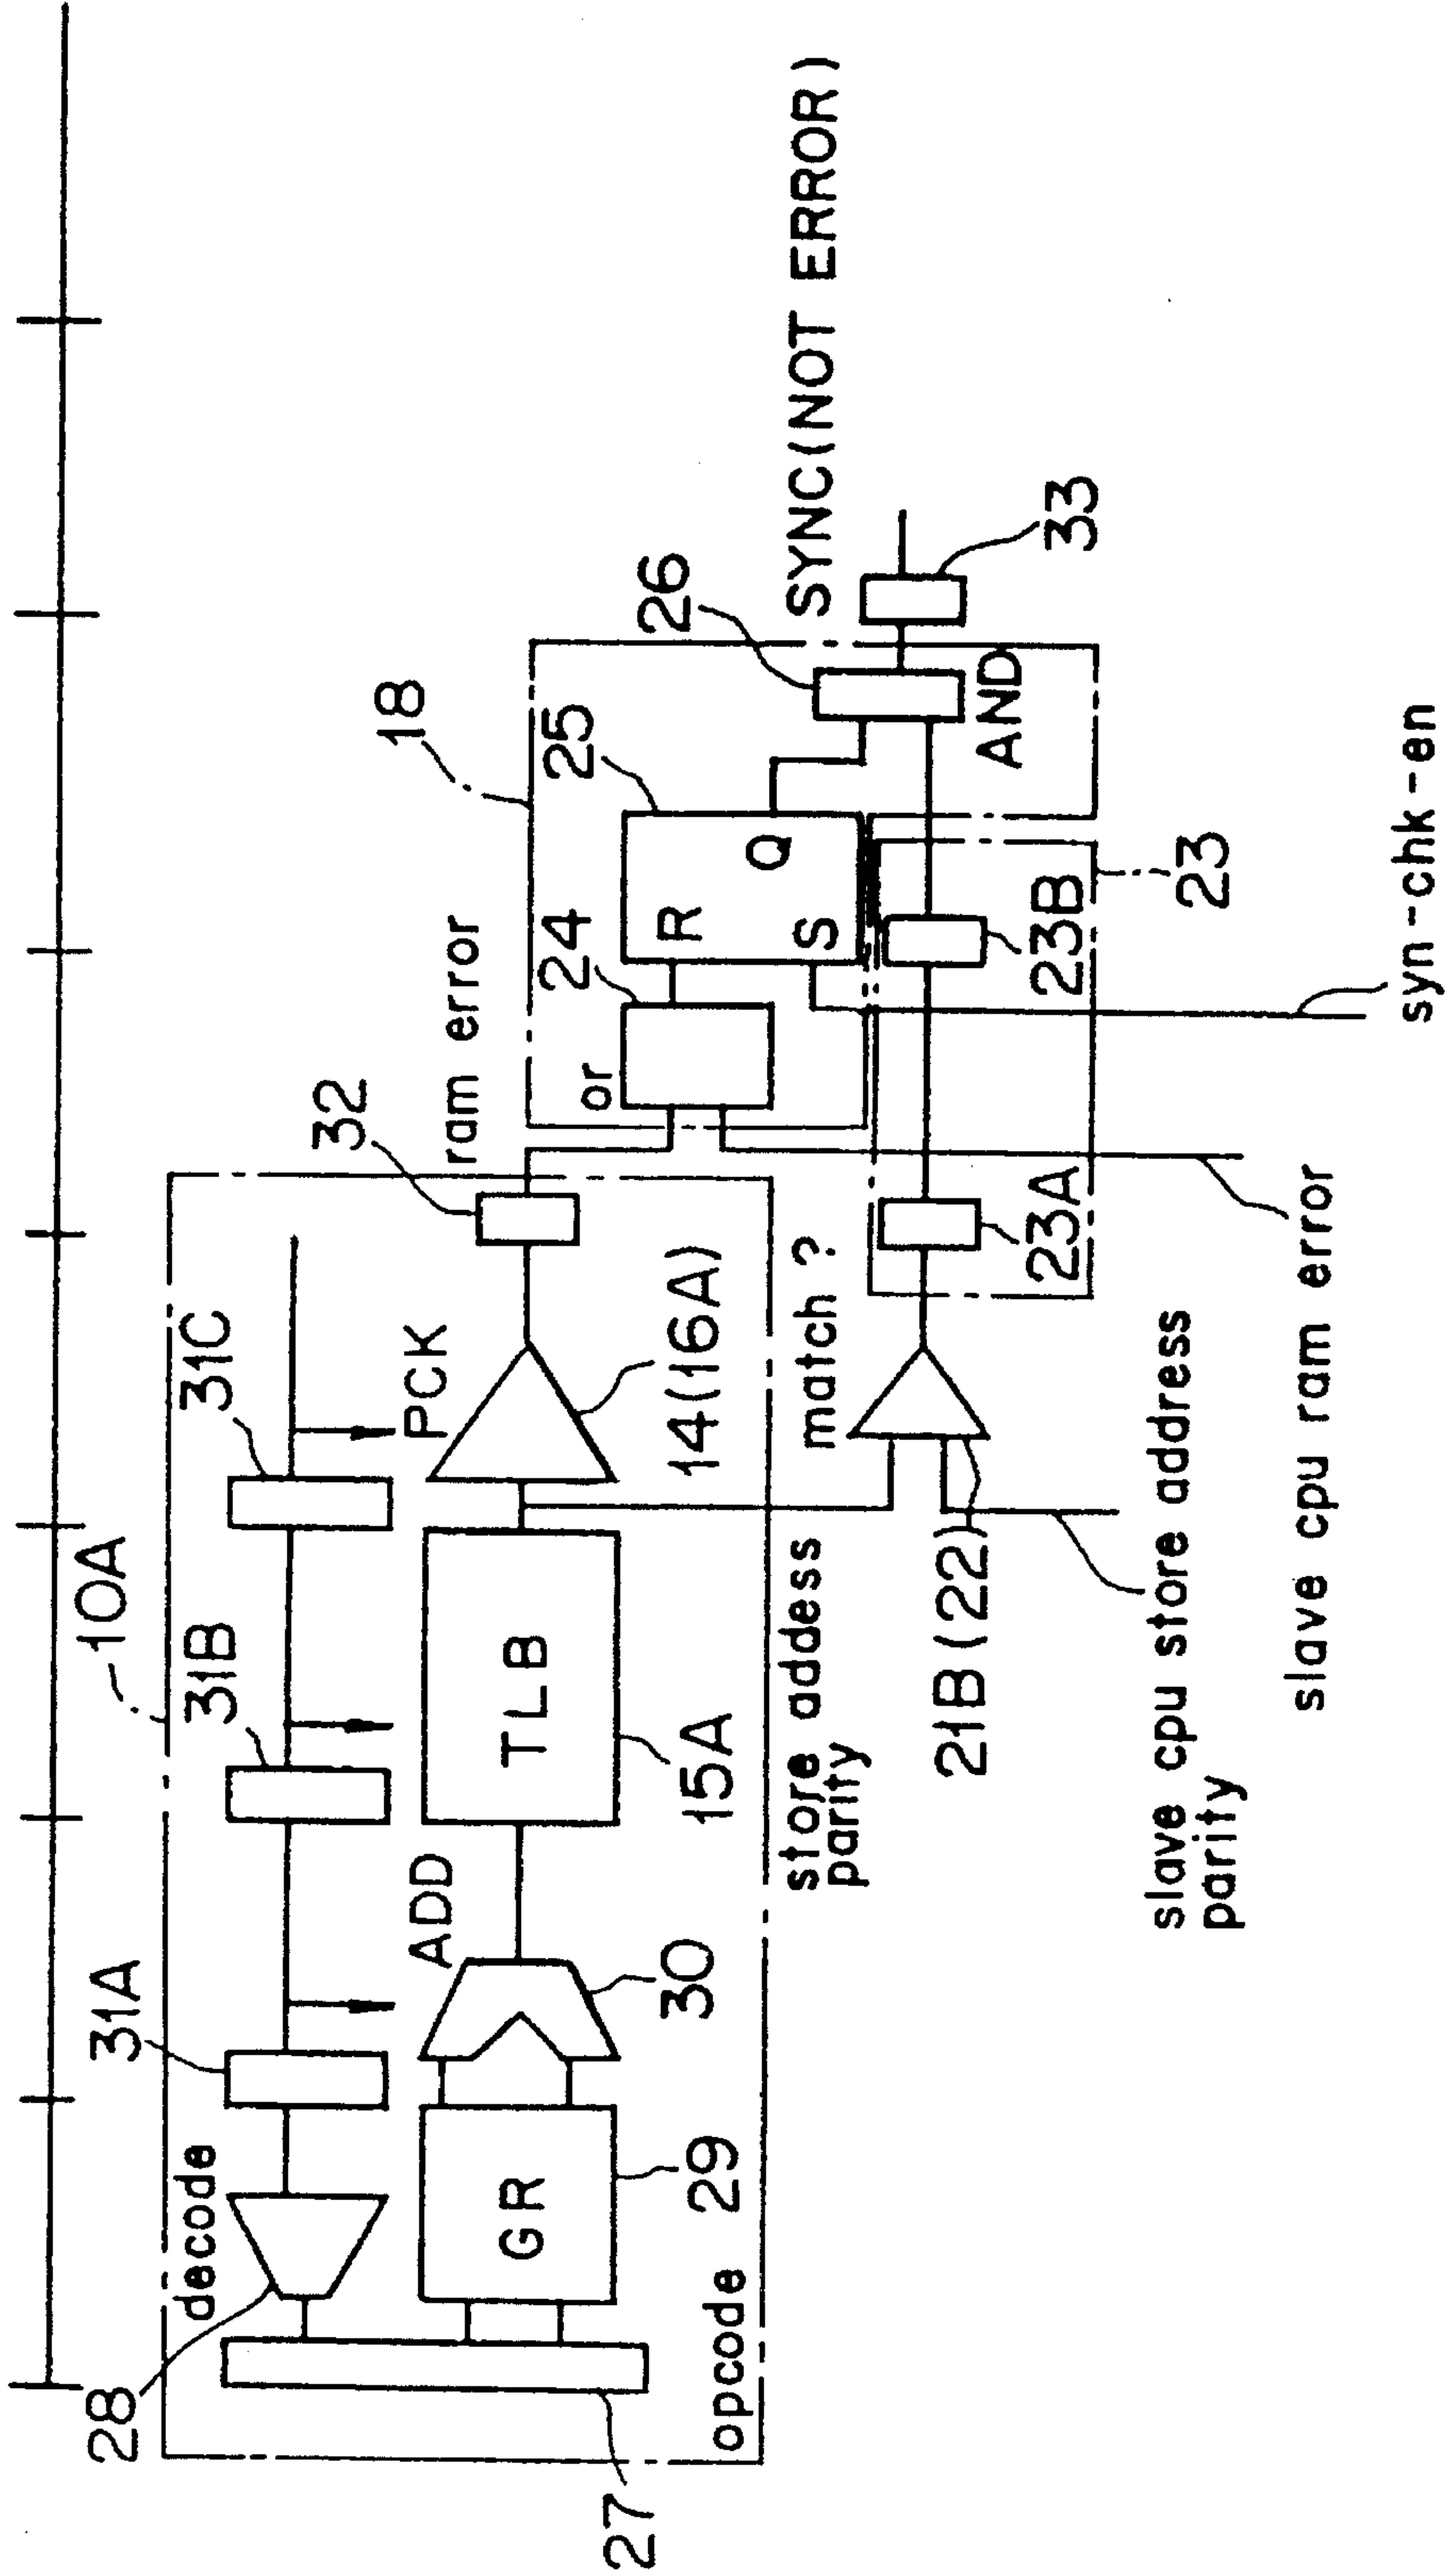 10A
28
decode
31A
31B
31C
ADD
PCK
GR
TLB
27
opcode
29
30
15A
14(16A)
32
ram error
18
24
or
25
R
S
Q
26
AND
SYNC(NOT ERROR)
33
store addess
parity
match ?
21B(22)
23A
23B
23
slave cpu store address
parity
slave cpu ram error
syn-chk-en